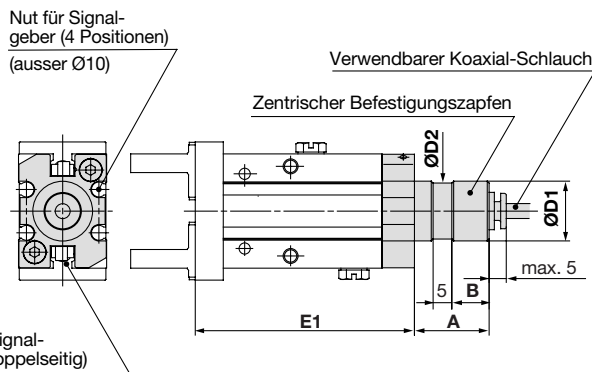 Nut für Signal-
geber (4 Positionen)
(ausser Ø10)
Verwendbarer Koaxial-Schlauch
Zentrischer Befestigungszapfen
ØD2
ØD1
max. 5
5
B
E1
A
ignal-
oppelseitig)